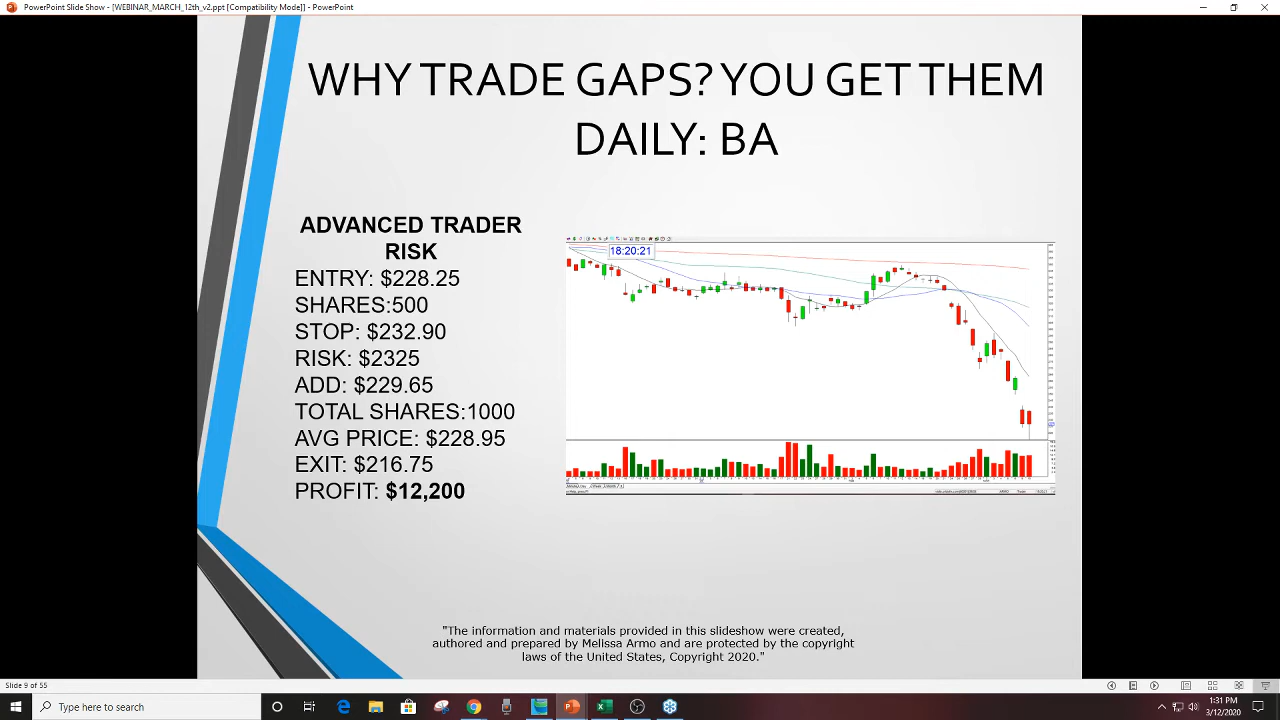 PowerPoint Slide Show - [WEBINAR_MARCH_12th_v2.ppt [Compatibility Mode]] - PowerPoint
WHY TRADE GAPS? YOU GET THEM
DAILY: BA
ADVANCED TRADER
RISK
ENTRY: $228.25
SHARES:500
STOP: $232.90
RISK: $2325
ADD: $229.65
TOTAL SHARES:1000
AVG PRICE: $228.95
EXIT: $216.75
PROFIT: $12,200
18:20:21
"The information and materials provided in this slideshow were created,
authored and prepared by Melissa Armo and are protected by the copyright
laws of the United States, Copyright 2020."
Slide 9 of 55
Type here to search
1:31 PM
3/12/2020